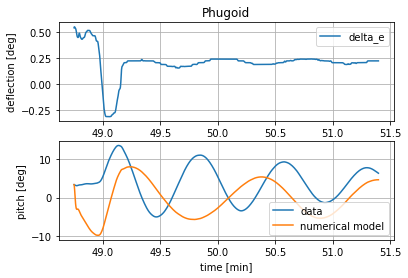 Phugoid
deflection [deg]
0.50
0.25
0.00
−0.25
delta_e
49.0
49.5
50.0
50.5
51.0
51.5
pitch [deg]
10
0
−10
data
numerical model
49.0
49.5
50.0
50.5
51.0
51.5
time [min]